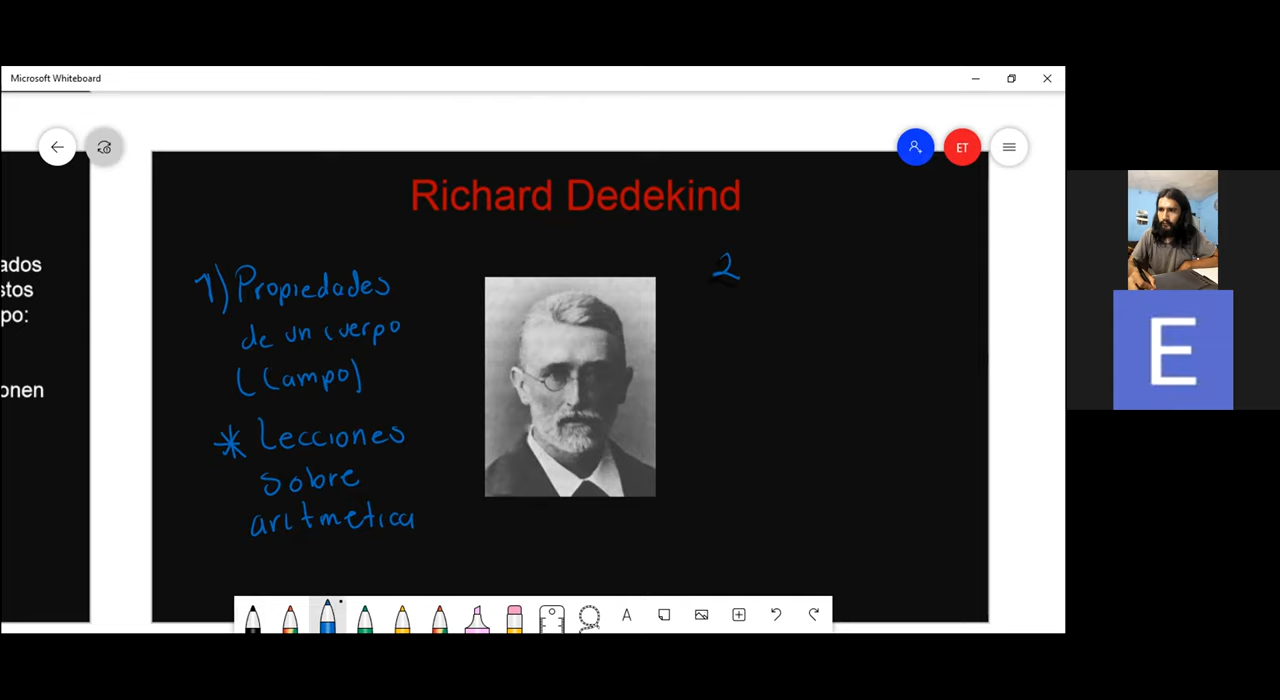 Microsoft Whiteboard
ET
Richard Dedekind
ados
stos
po:
onen
1) Propiedades
de un cuerpo
(Campo)
* Lecciones
sobre
aritmetica
2
A
E